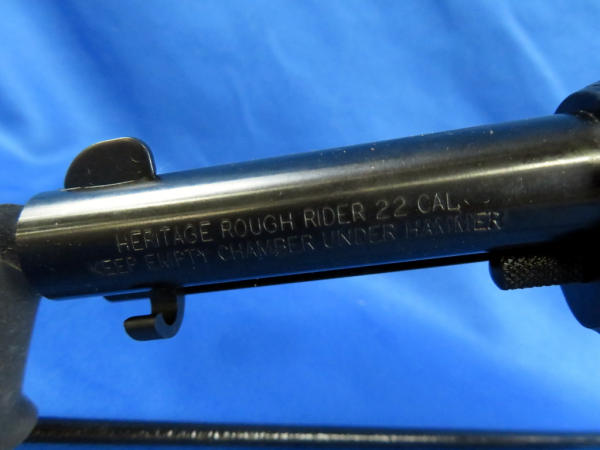 HERITAGE ROUGH RIDER 22 CAL.
KEEP EMPTY CHAMBER UNDER HAMMER